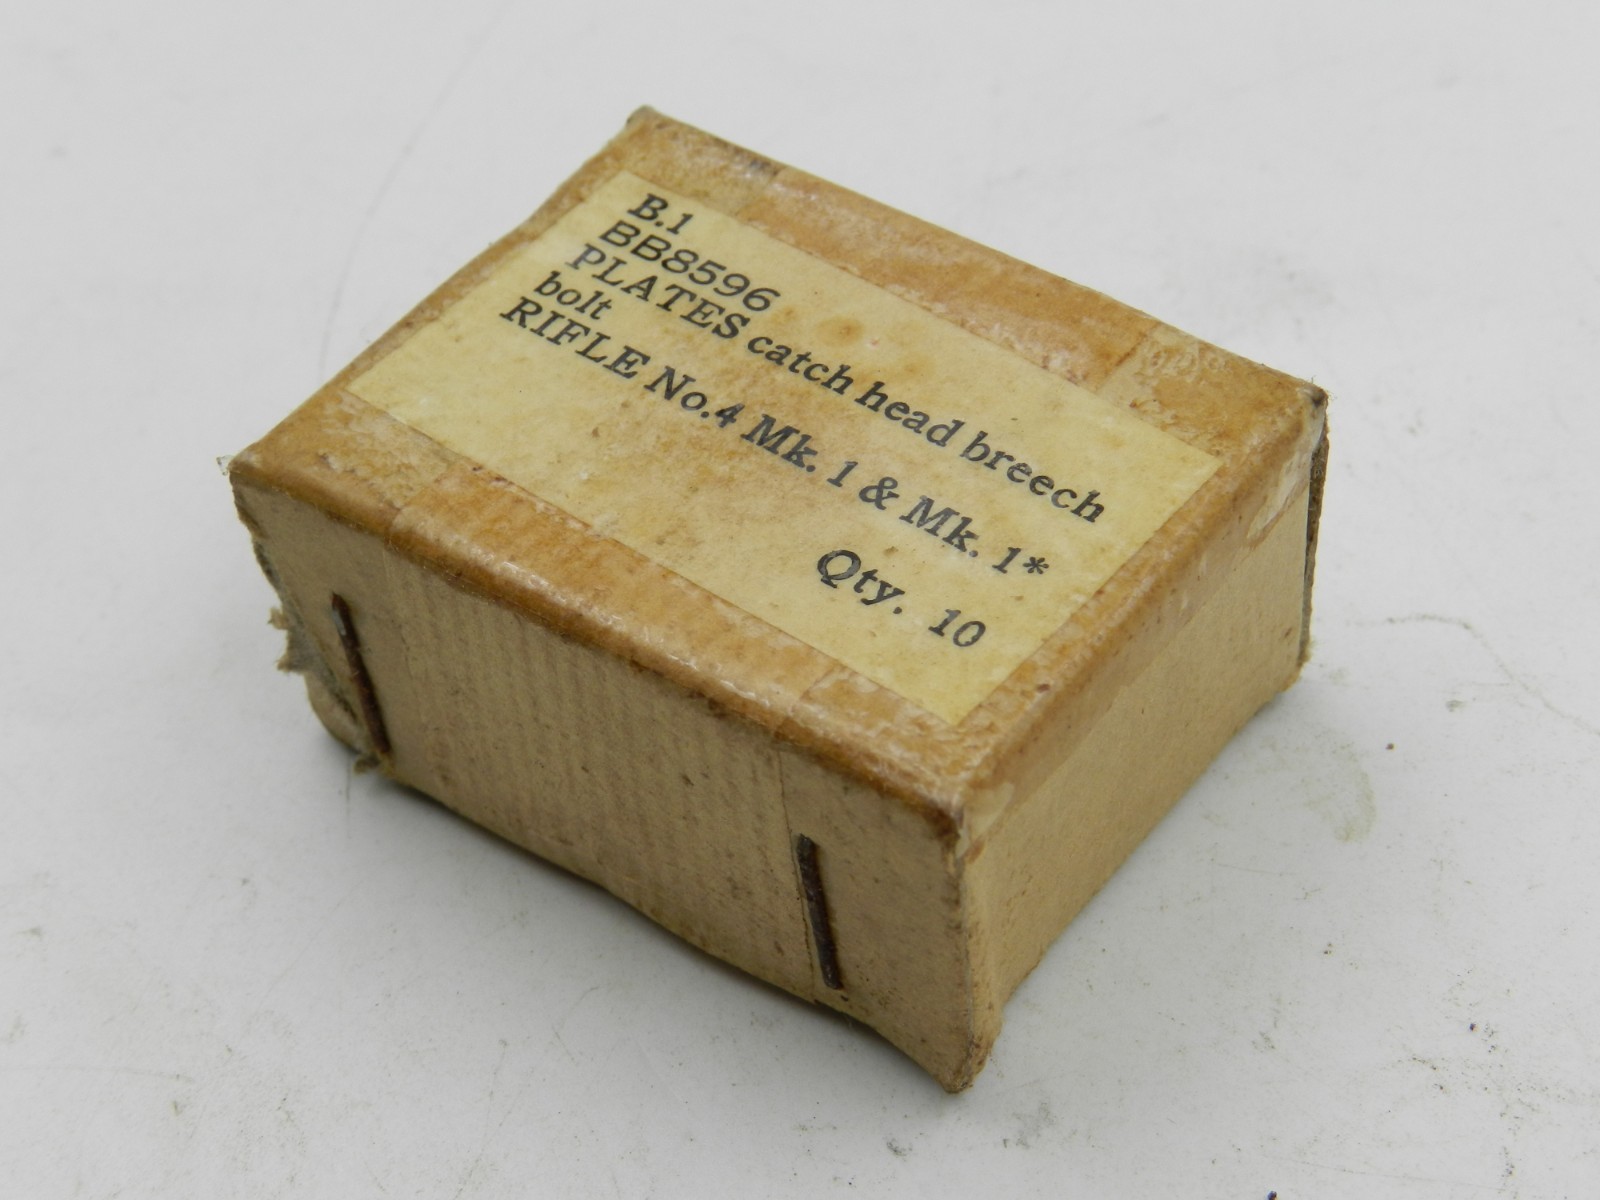 B.1
BB8596
PLATES catch head breech
bolt
RIFLE No.4 Mk. 1 & Mk. 1*
Qty. 10